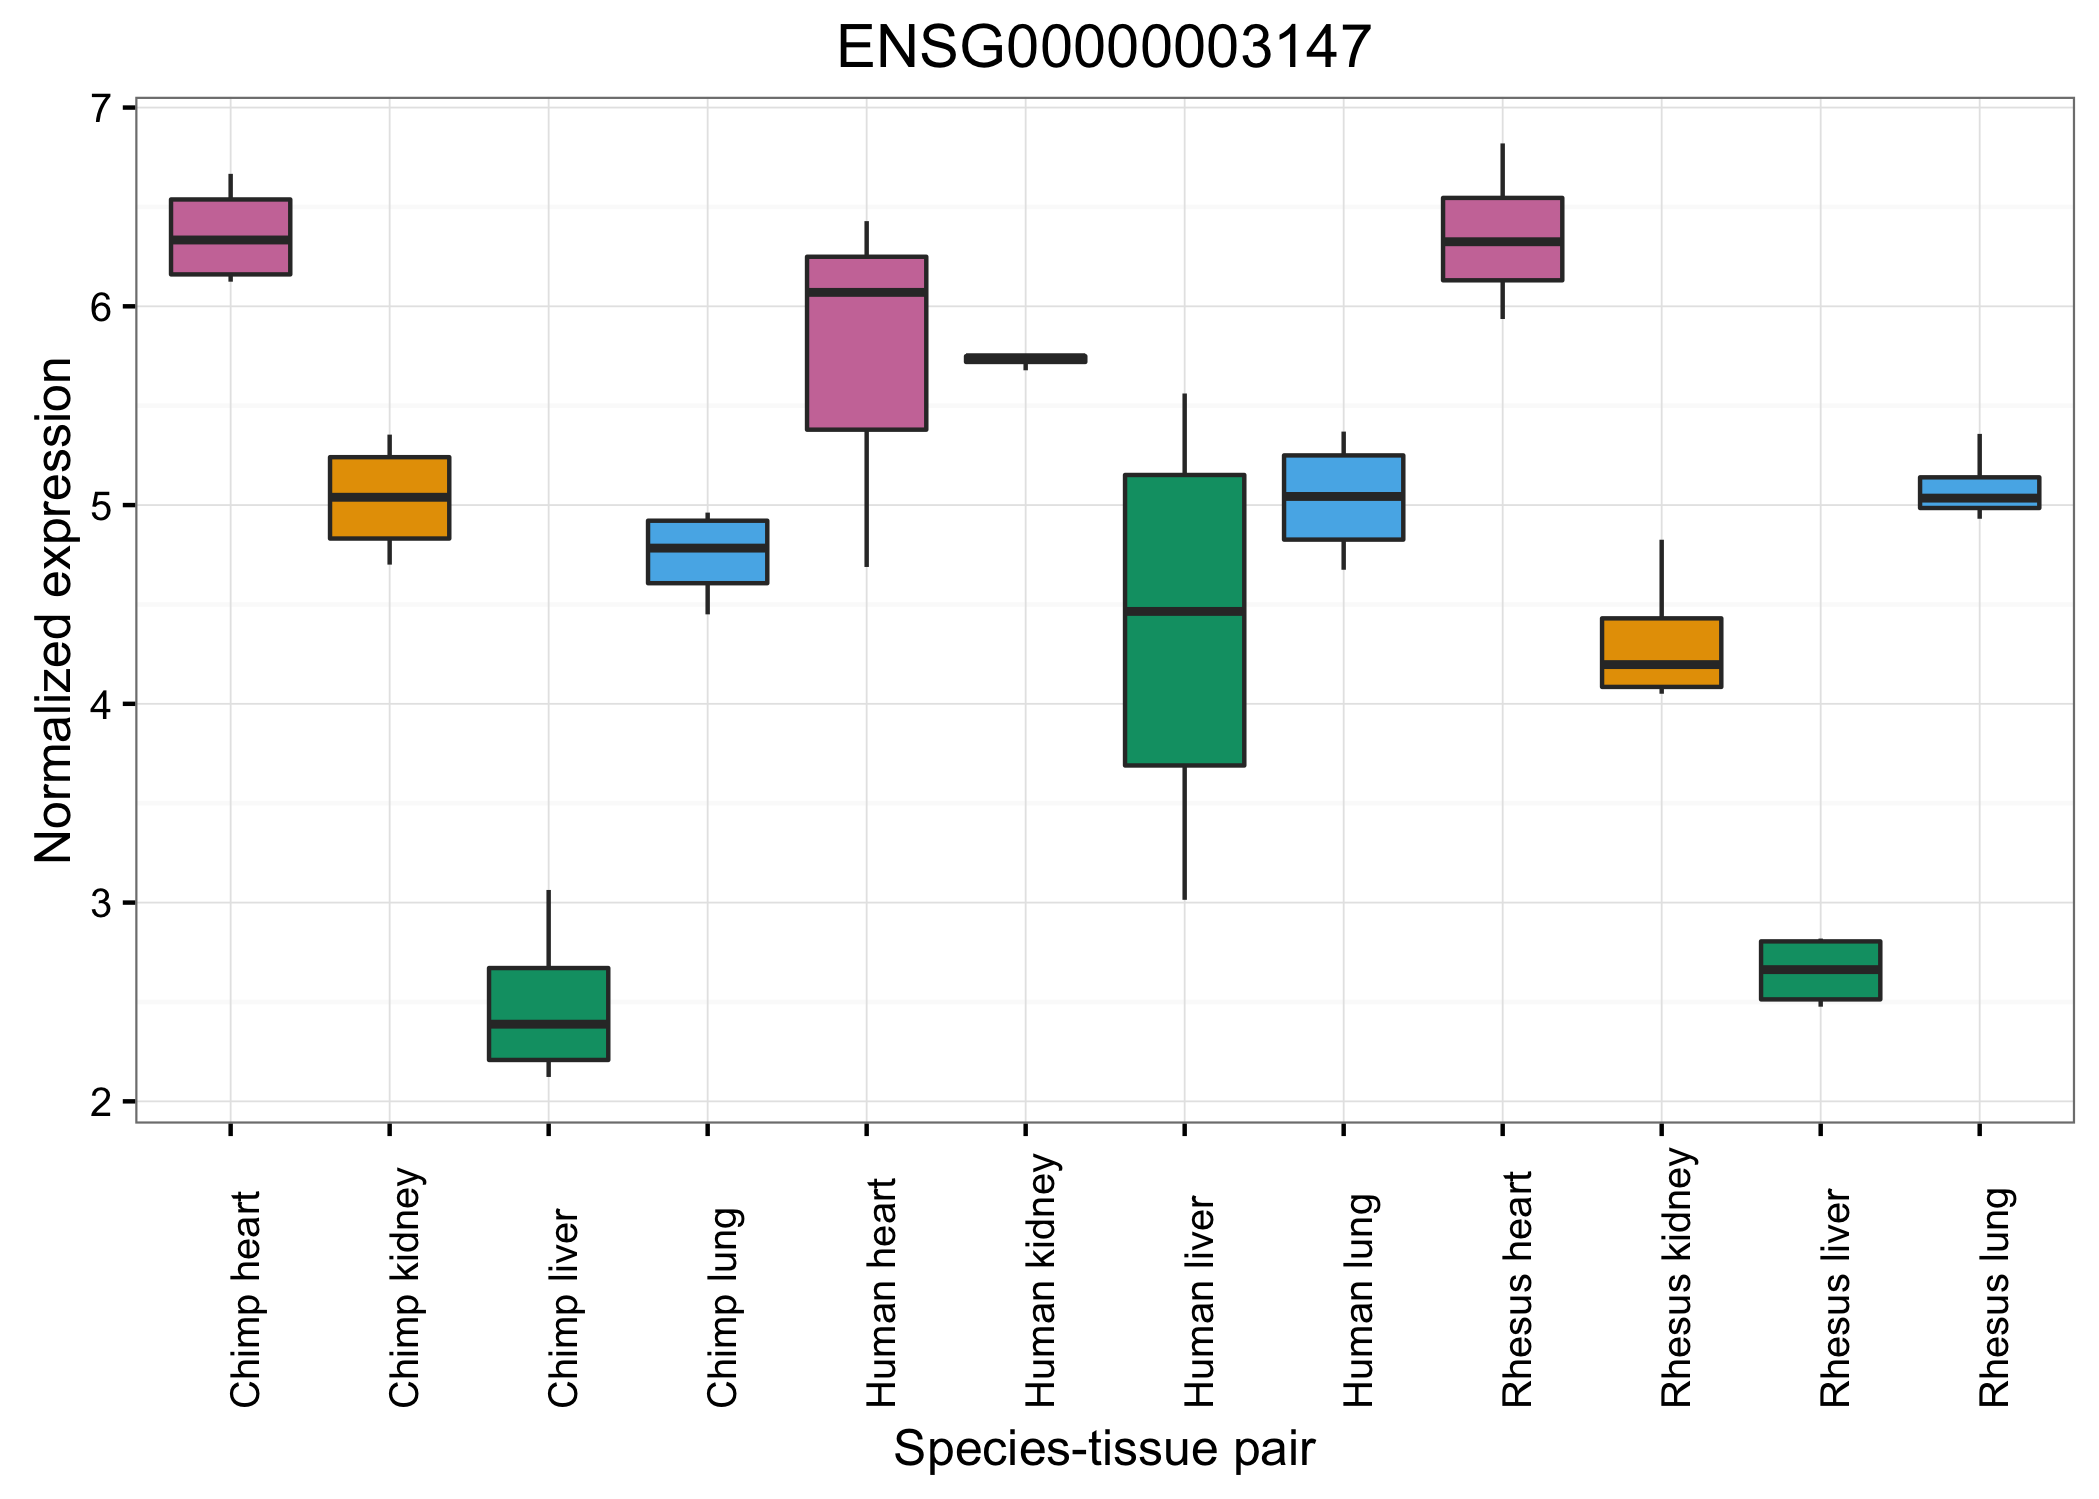 ENSG00000003147
Normalized expression
7
6
5
4
3
2
Chimp heart
Chimp kidney
Chimp liver
Chimp lung
Human heart
Human kidney
Human liver
Human lung
Rhesus heart
Rhesus kidney
Rhesus liver
Rhesus lung
Species-tissue pair